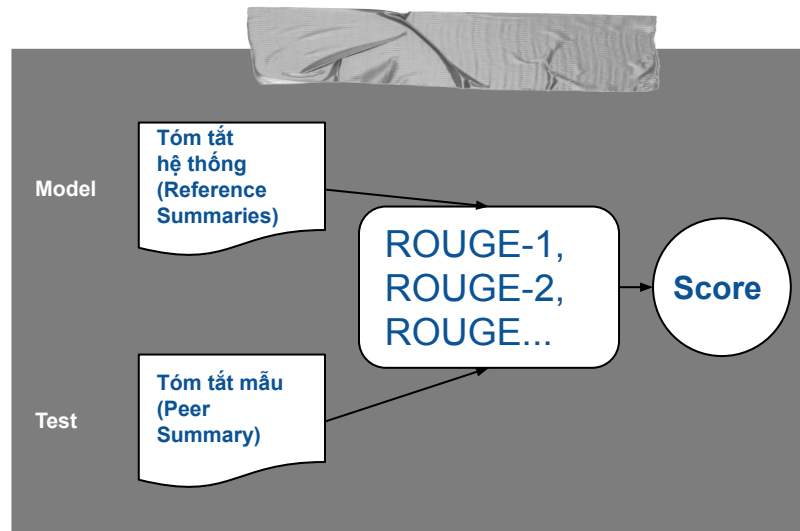 Model
Tóm tắt
hệ thống
(Reference
Summaries)
ROUGE-1,
ROUGE-2,
ROUGE...
Score
Test
Tóm tắt mẫu
(Peer
Summary)